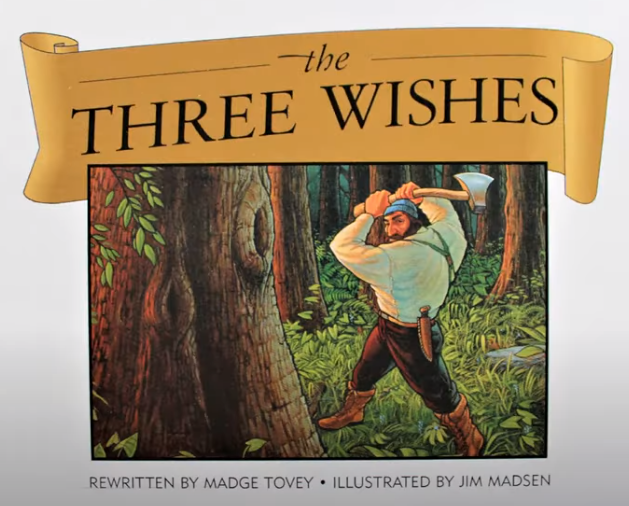 the
THREE WISHES
REWRITTEN BY MADGE TOVEY • ILLUSTRATED BY JIM MADSEN